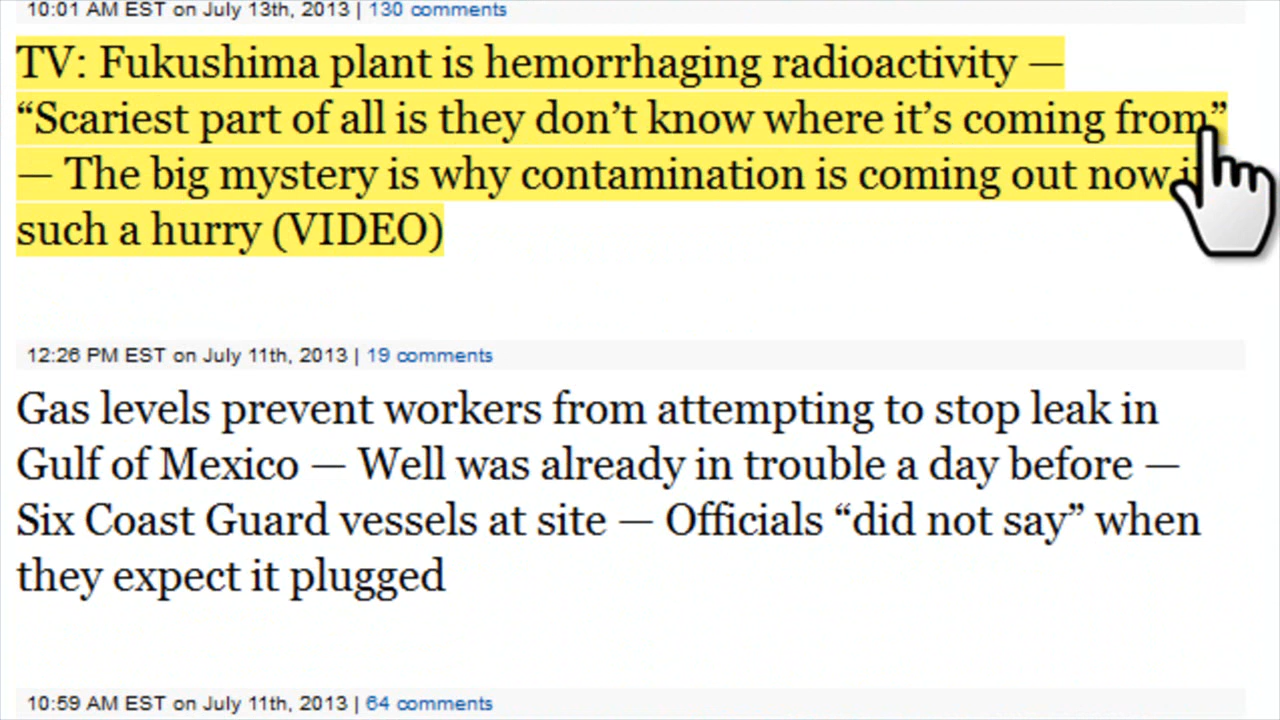 10:01 AM EST on July 13th, 2013 | 130 comments
TV: Fukushima plant is hemorrhaging radioactivity —
“Scariest part of all is they don’t know where it’s coming from”
— The big mystery is why contamination is coming out now
such a hurry (VIDEO)
12:26 PM EST on July 11th, 2013 | 19 comments
Gas levels prevent workers from attempting to stop leak in
Gulf of Mexico — Well was already in trouble a day before —
Six Coast Guard vessels at site — Officials “did not say” when
they expect it plugged
10:59 AM EST on July 11th, 2013 | 64 comments